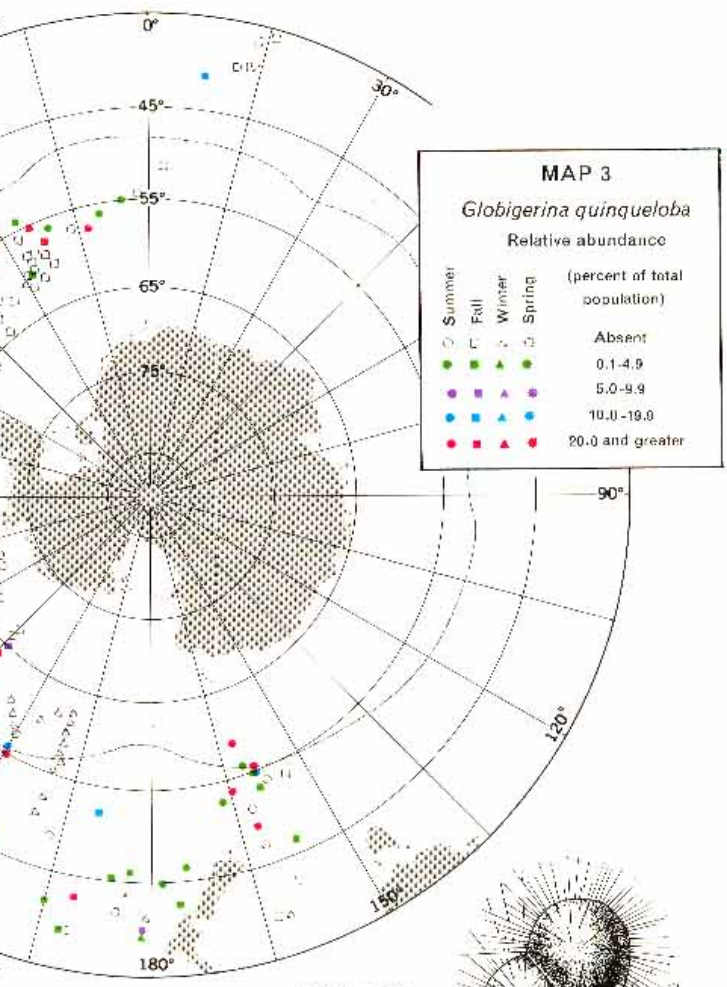 0°
30°
45°
55°
65°
75°
90°
120°
150°
180°
MAP 3
Globigerina quinqueloba
Relative abundance
Summer
Fall
Winter
Spring
(percent of total
population)
Absent
0.1-4.9
5.0-9.9
10.0-19.9
20.0 and greater